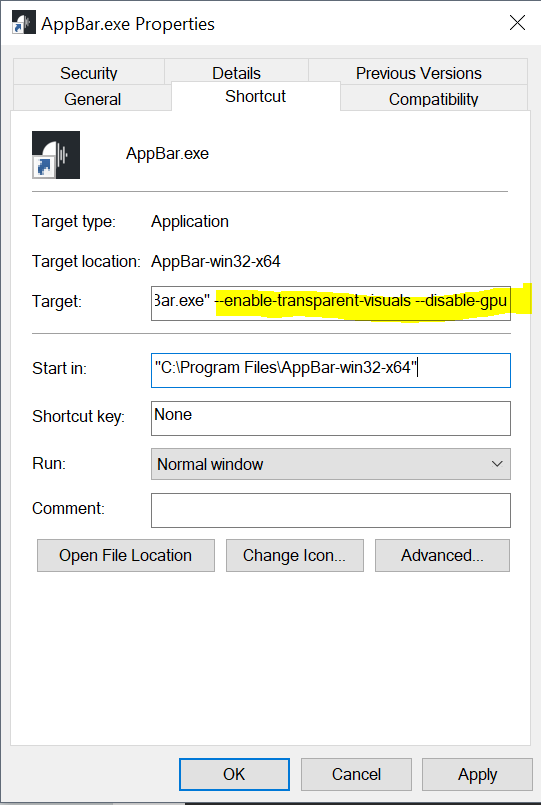 AppBar.exe Properties
Security Details Previous Versions
General Shortcut Compatibility
AppBar.exe
Target type: Application
Target location: AppBar-win32-x64
Target: Bar.exe" --enable-transparent-visuals --disable-gpu
Start in: "C:\Program Files\AppBar-win32-x64"
Shortcut key: None
Run: Normal window
Comment:
Open File Location Change Icon... Advanced...
OK Cancel Apply